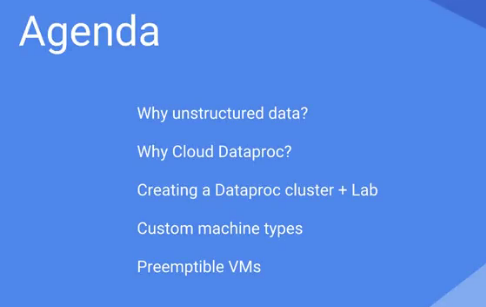 Agenda
Why unstructured data?
Why Cloud Dataproc?
Creating a Dataproc cluster + Lab
Custom machine types
Preemptible VMs